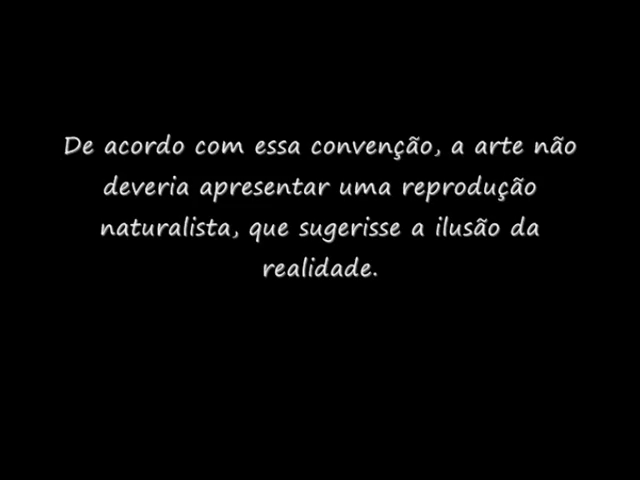 De acordo com essa convenção, a arte não
deveria apresentar uma reprodução
naturalista, que sugerisse a ilusão da
realidade.